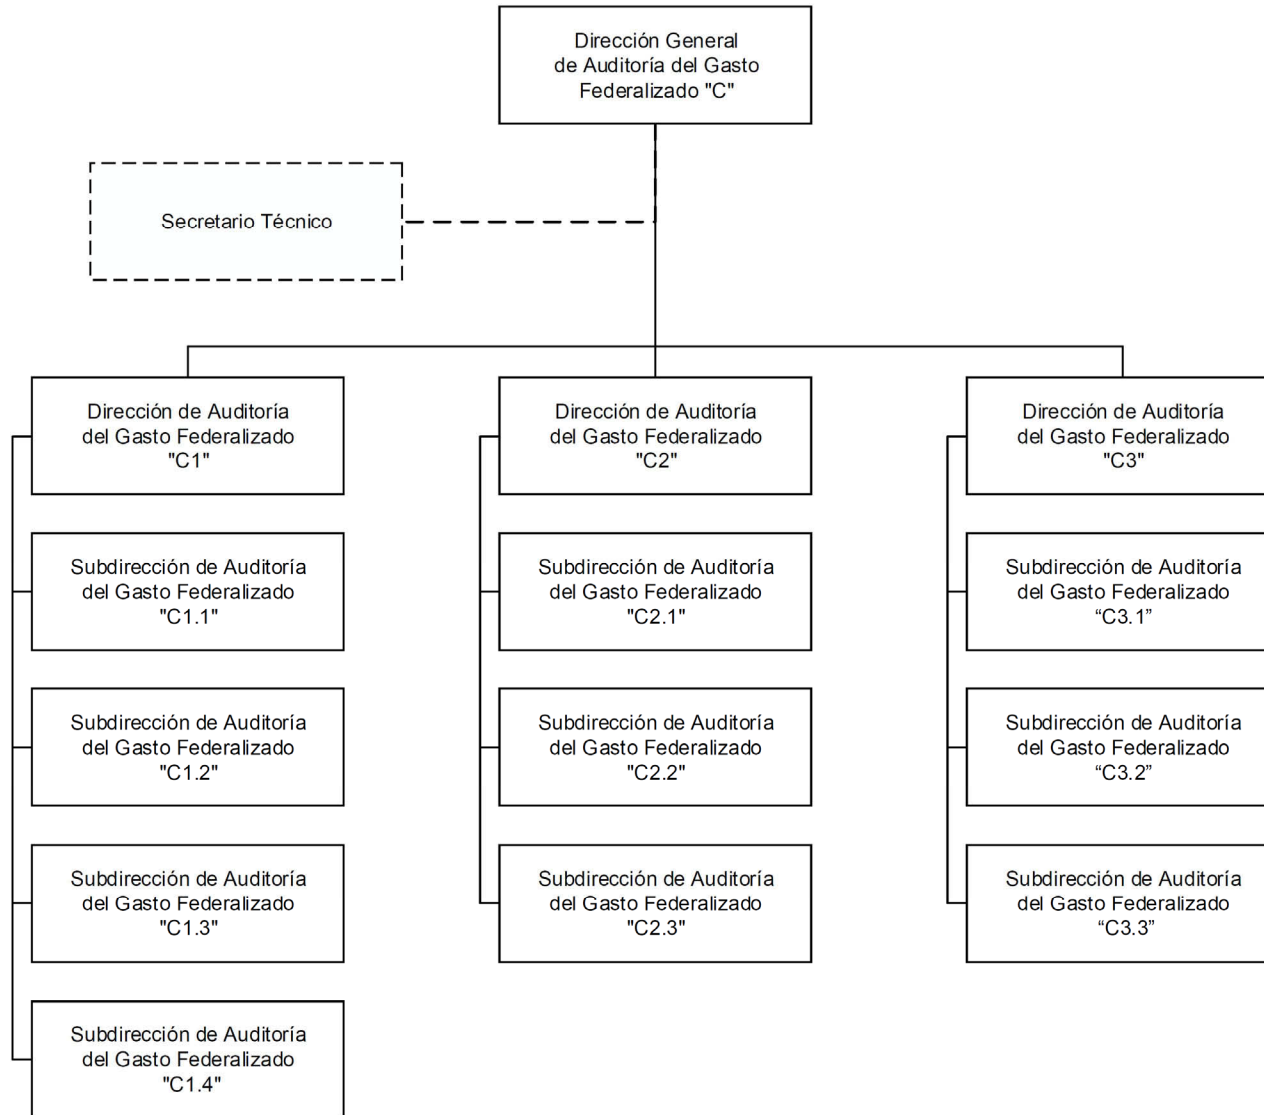 Dirección General
de Auditoría del Gasto
Federalizado "C"
Secretario Técnico
Dirección de Auditoría
del Gasto Federalizado
"C1"
Dirección de Auditoría
del Gasto Federalizado
"C2"
Dirección de Auditoría
del Gasto Federalizado
"C3"
Subdirección de Auditoría
del Gasto Federalizado
"C1.1"
Subdirección de Auditoría
del Gasto Federalizado
"C2.1"
Subdirección de Auditoría
del Gasto Federalizado
“C3.1”
Subdirección de Auditoría
del Gasto Federalizado
"C1.2"
Subdirección de Auditoría
del Gasto Federalizado
"C2.2"
Subdirección de Auditoría
del Gasto Federalizado
“C3.2”
Subdirección de Auditoría
del Gasto Federalizado
"C1.3"
Subdirección de Auditoría
del Gasto Federalizado
"C2.3"
Subdirección de Auditoría
del Gasto Federalizado
“C3.3”
Subdirección de Auditoría
del Gasto Federalizado
"C1.4"